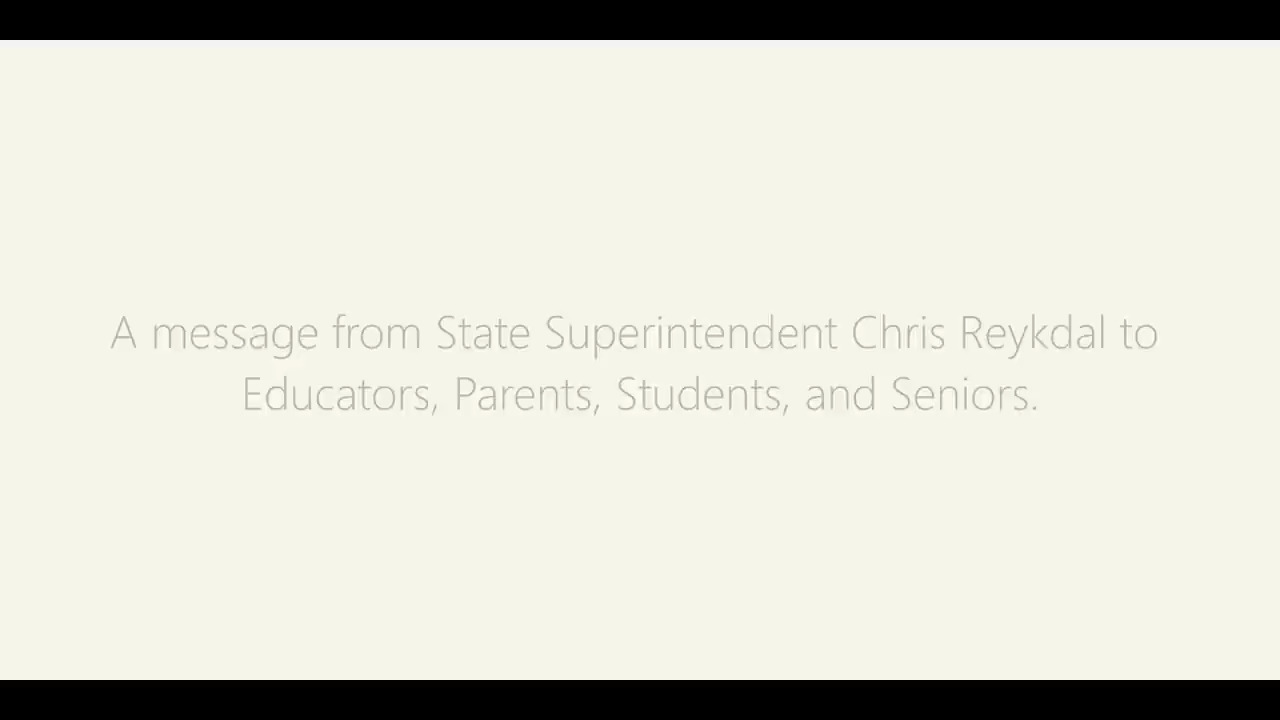 A message from State Superintendent Chris Reykdal to
Educators, Parents, Students, and Seniors.